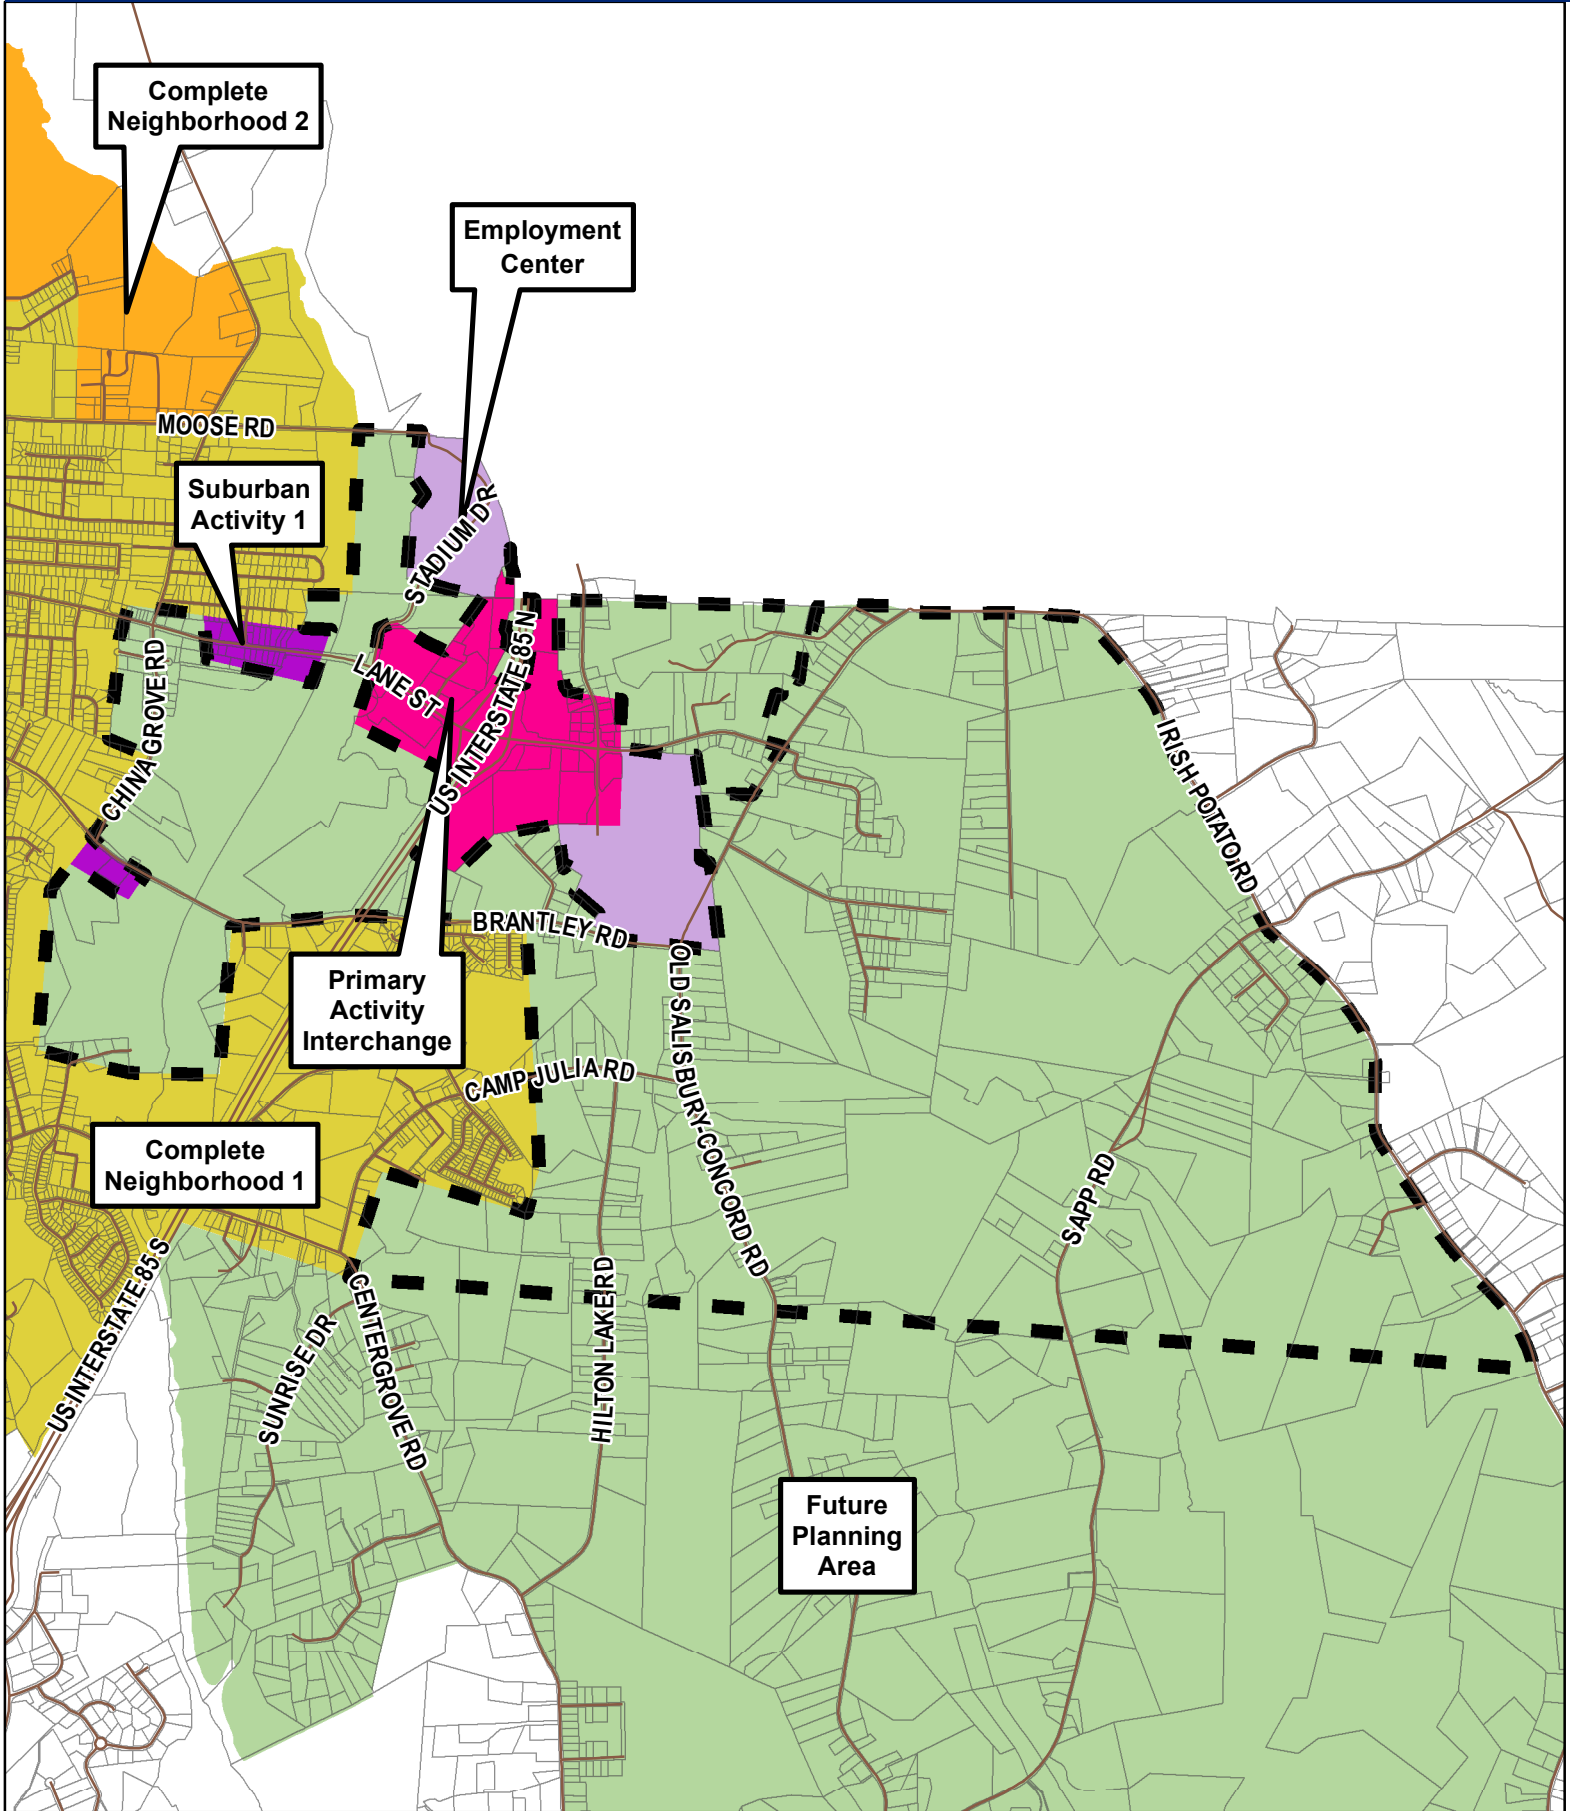 Complete
Neighborhood 2
Employment
Center
MOOSE RD
Suburban
Activity 1
STADIUM DR
US INTERSTATE 85 N
LANE ST
CHINA GROVE RD
IRISH POTATO RD
BRANTLEY RD
Primary
Activity
Interchange
OLD SALISBURY-CONCORD RD
CAMP JULIA RD
Complete
Neighborhood 1
SAPP RD
US INTERSTATE 85 S
SUNRISE DR
CENTERGROVE RD
HILTON LAKE RD
Future
Planning
Area